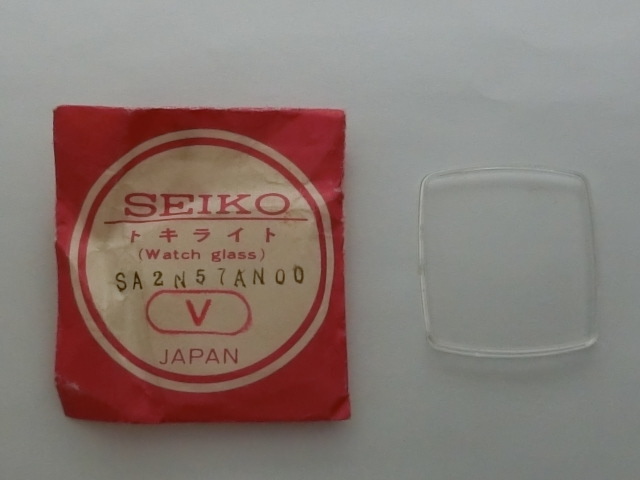 SEIKO
トキライト
(Watch glass)
SA2N57AN00
V
JAPAN